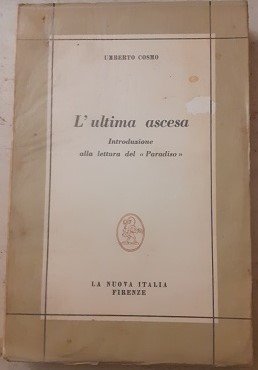 UMBERTO COSMO
L'ultima ascesa
Introduzione
alla lettura del « Paradiso »
LA NUOVA ITALIA
FIRENZE